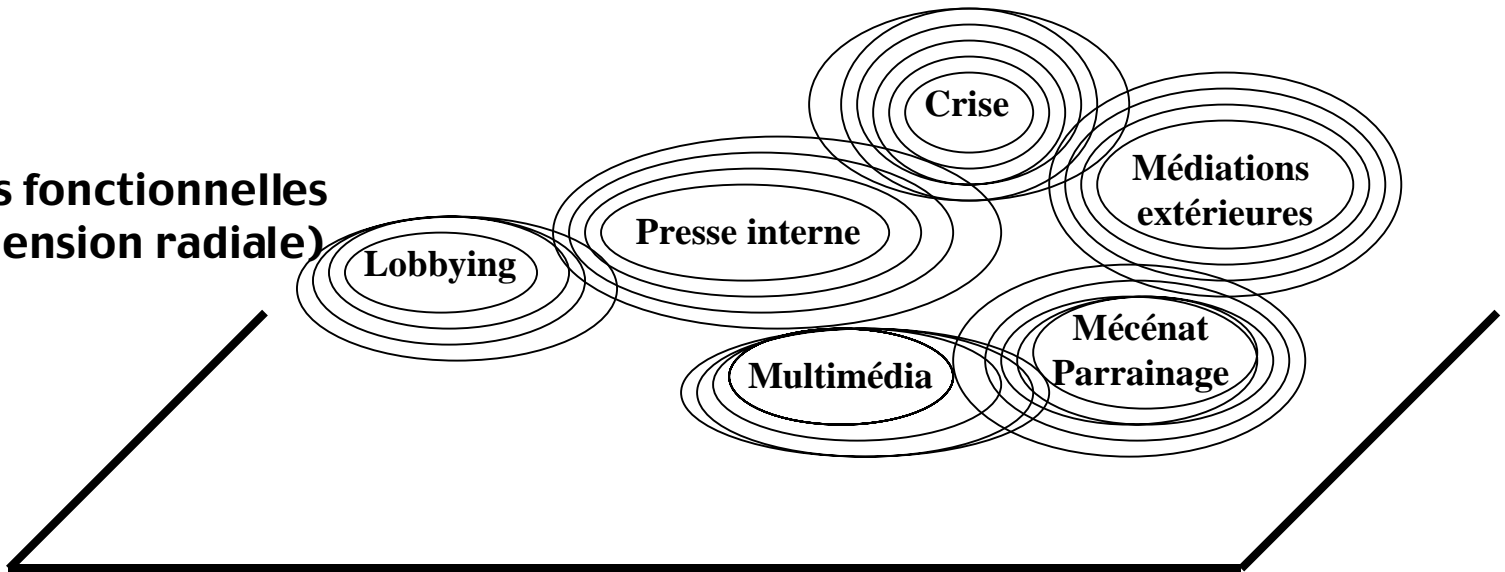 s fonctionnelles
ension radiale)
Crise
Médiations
extérieures
Presse interne
Lobbying
Mécénat
Parrainage
Multimédia